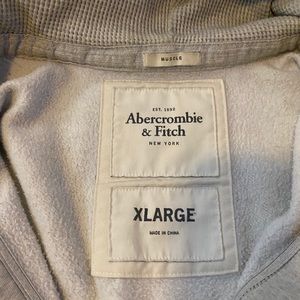 MUSCLE
EST. 1892
Abercrombie
& Fitch
NEW YORK
XLARGE
MADE IN CHINA